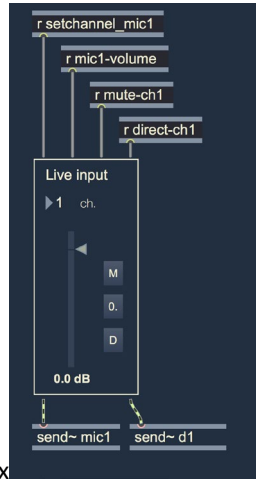 r setchannel_mic1
r mic1-volume
r mute-ch1
r direct-ch1
Live input
1 ch.
M
0.
D
0.0 dB
send~ mic1 send~ d1
x